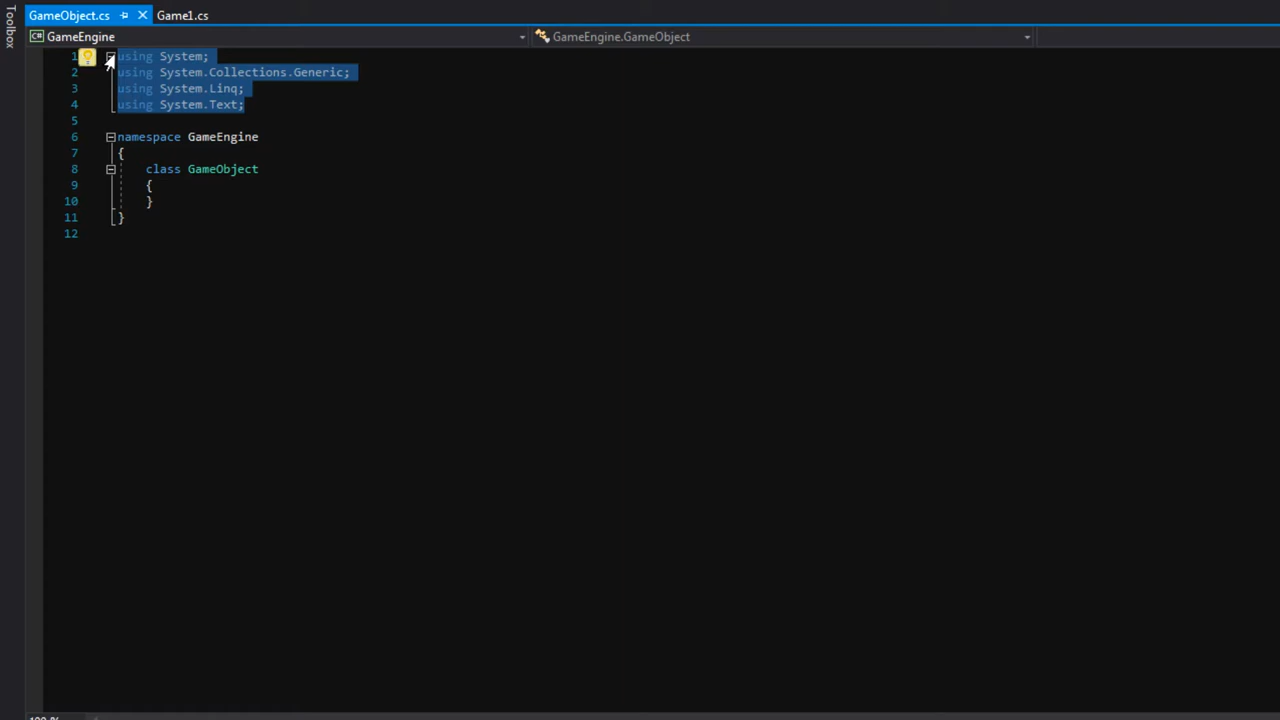 Toolbox
GameObject.cs Game1.cs
C# GameEngine GameEngine.GameObject
1 using System;
2 using System.Collections.Generic;
3 using System.Linq;
4 using System.Text;
5
6 namespace GameEngine
7 {
8 class GameObject
9 {
10 }
11 }
12